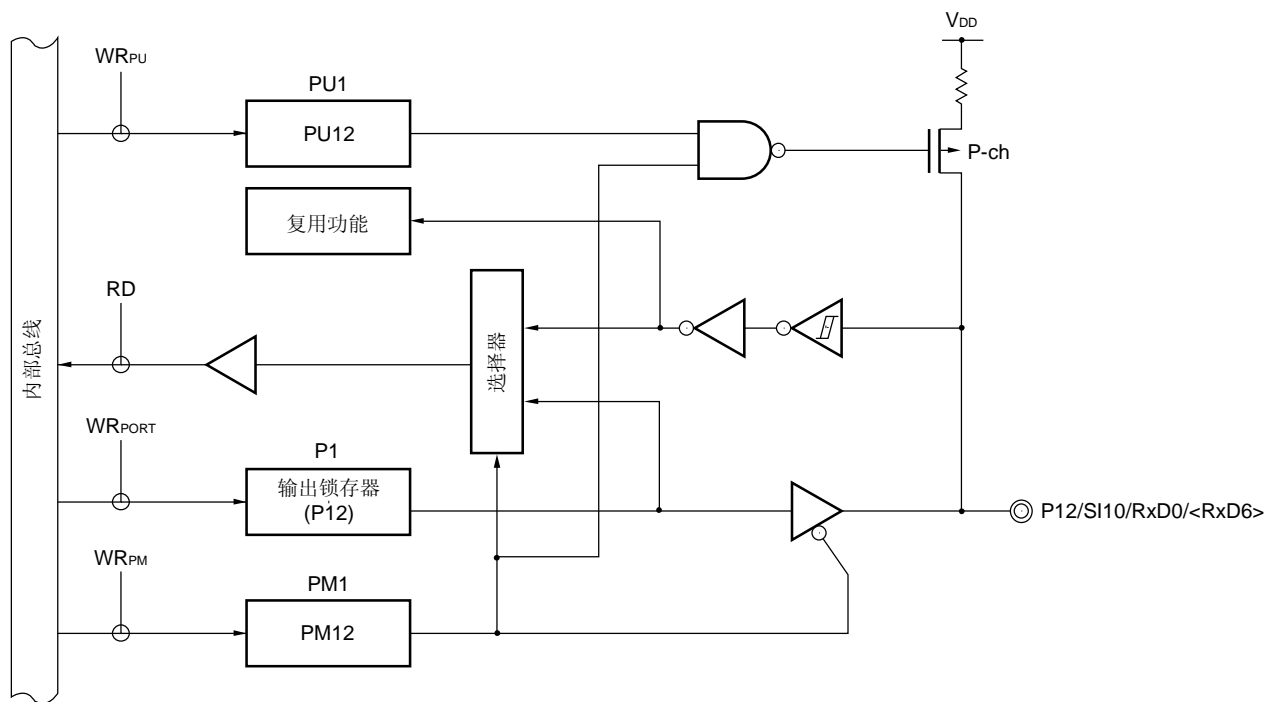 VDD
WRPU
PU1
PU12
P-ch
复用功能
RD
选择器
内部总线
WRPORT
P1
输出锁存器
(P12)
P12/SI10/RxD0/<RxD6>
WRPM
PM1
PM12